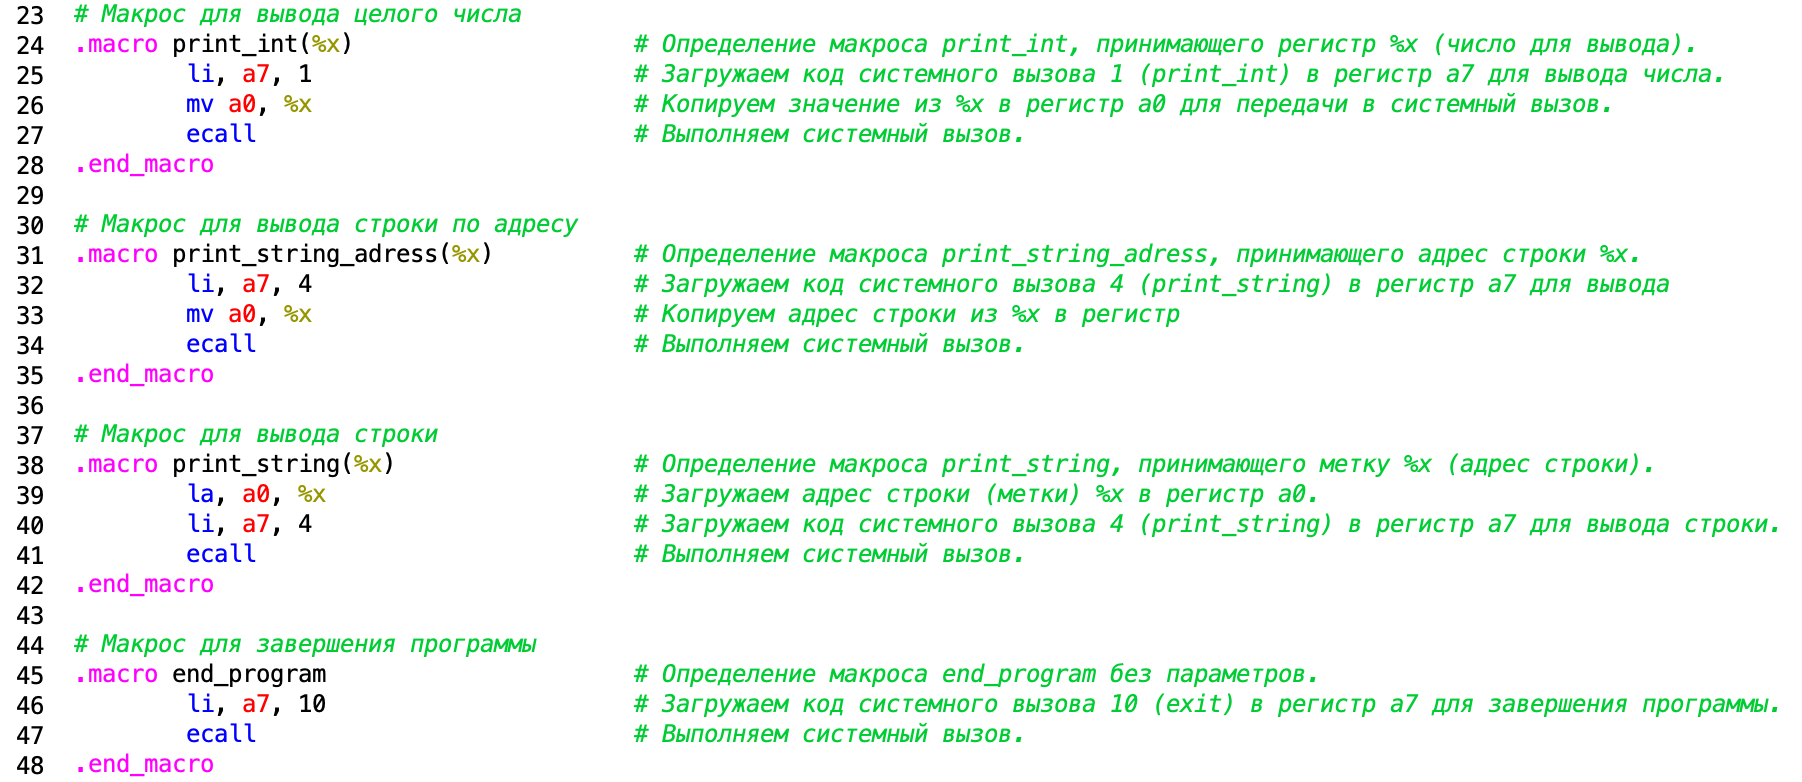 23 # Макрос для вывода целого числа
24 .macro print_int(%x) # Определение макроса print_int, принимающего регистр %x (число для вывода).
25 li, a7, 1 # Загружаем код системного вызова 1 (print_int) в регистр a7 для вывода числа.
26 mv a0, %x # Копируем значение из %x в регистр a0 для передачи в системный вызов.
27 ecall # Выполняем системный вызов.
28 .end_macro
29
30 # Макрос для вывода строки по адресу
31 .macro print_string_adress(%x) # Определение макроса print_string_adress, принимающего адрес строки %x.
32 li, a7, 4 # Загружаем код системного вызова 4 (print_string) в регистр a7 для вывода
33 mv a0, %x # Копируем адрес строки из %x в регистр
34 ecall # Выполняем системный вызов.
35 .end_macro
36
37 # Макрос для вывода строки
38 .macro print_string(%x) # Определение макроса print_string, принимающего метку %x (адрес строки).
39 la, a0, %x # Загружаем адрес строки (метки) %x в регистр a0.
40 li, a7, 4 # Загружаем код системного вызова 4 (print_string) в регистр a7 для вывода строки.
41 ecall # Выполняем системный вызов.
42 .end_macro
43
44 # Макрос для завершения программы
45 .macro end_program # Определение макроса end_program без параметров.
46 li, a7, 10 # Загружаем код системного вызова 10 (exit) в регистр a7 для завершения программы.
47 ecall # Выполняем системный вызов.
48 .end_macro